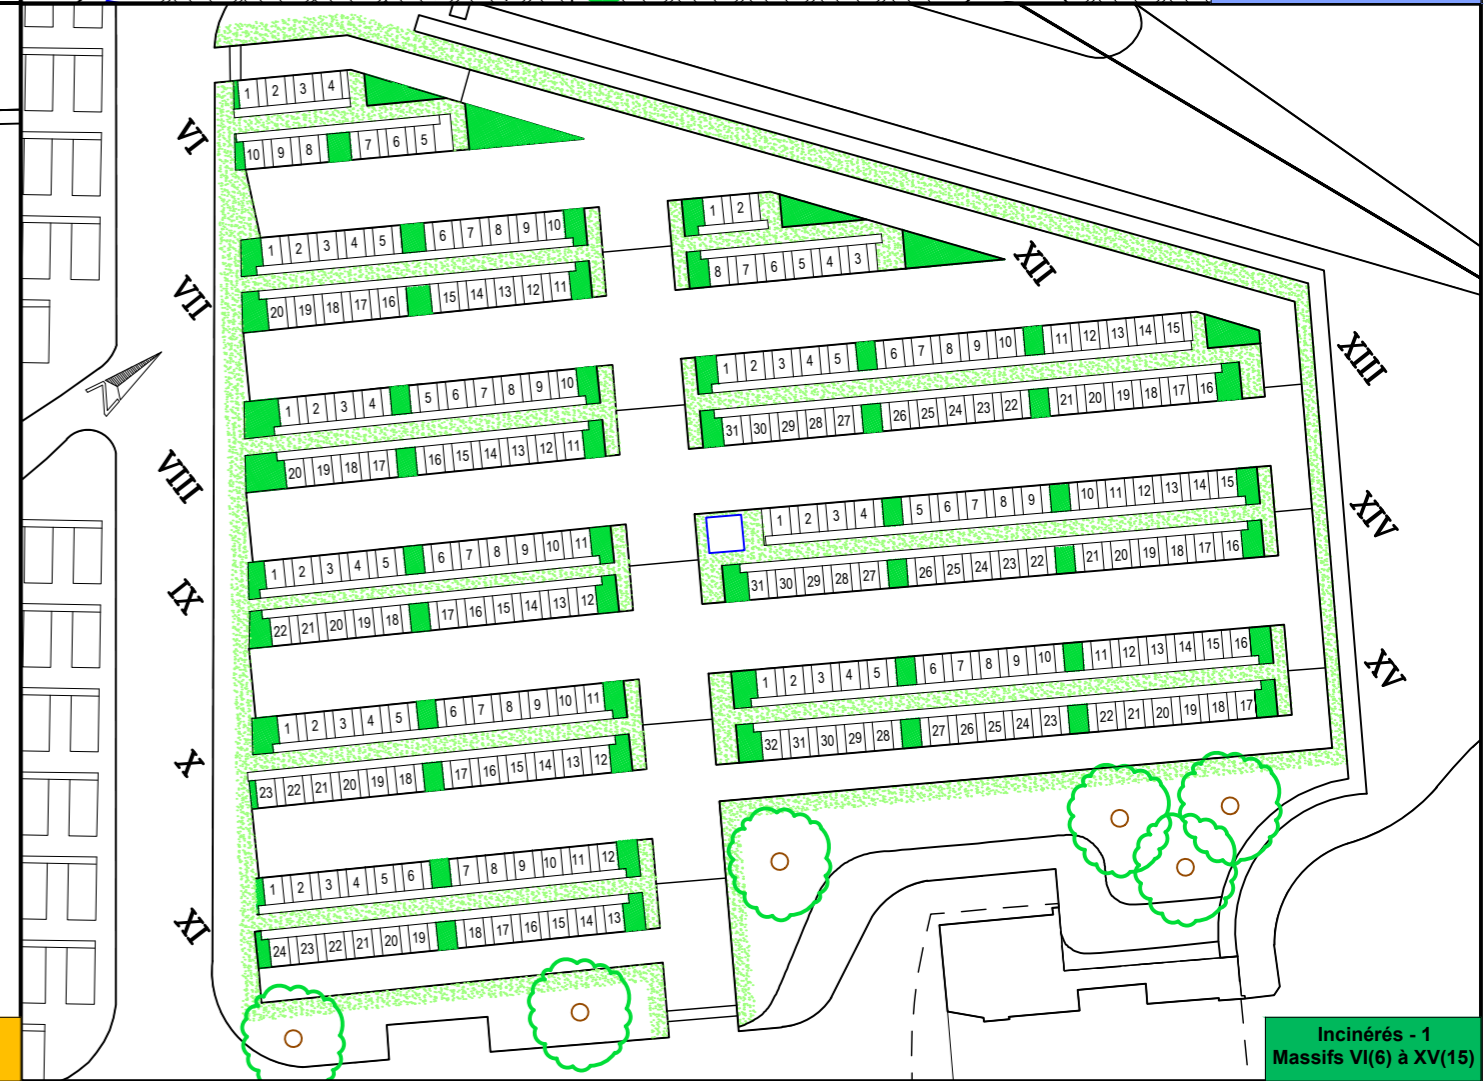 VI
1 2 3 4
10 9 8 7 6 5
VII
1 2 3 4 5 6 7 8 9 10
20 19 18 17 16 15 14 13 12 11
VIII
1 2 3 4 5 6 7 8 9 10
20 19 18 17 16 15 14 13 12 11
IX
1 2 3 4 5 6 7 8 9 10 11
22 21 20 19 18 17 16 15 14 13 12
X
1 2 3 4 5 6 7 8 9 10 11
23 22 21 20 19 18 17 16 15 14 13 12
XI
1 2 3 4 5 6 7 8 9 10 11 12
24 23 22 21 20 19 18 17 16 15 14 13
XII
1 2
8 7 6 5 4 3
XIII
1 2 3 4 5 6 7 8 9 10 11 12 13 14 15
31 30 29 28 27 26 25 24 23 22 21 20 19 18 17 16
XIV
1 2 3 4 5 6 7 8 9 10 11 12 13 14 15
31 30 29 28 27 26 25 24 23 22 21 20 19 18 17 16
XV
1 2 3 4 5 6 7 8 9 10 11 12 13 14 15 16
32 31 30 29 28 27 26 25 24 23 22 21 20 19 18 17
Incinérés - 1
Massifs VI(6) à XV(15)